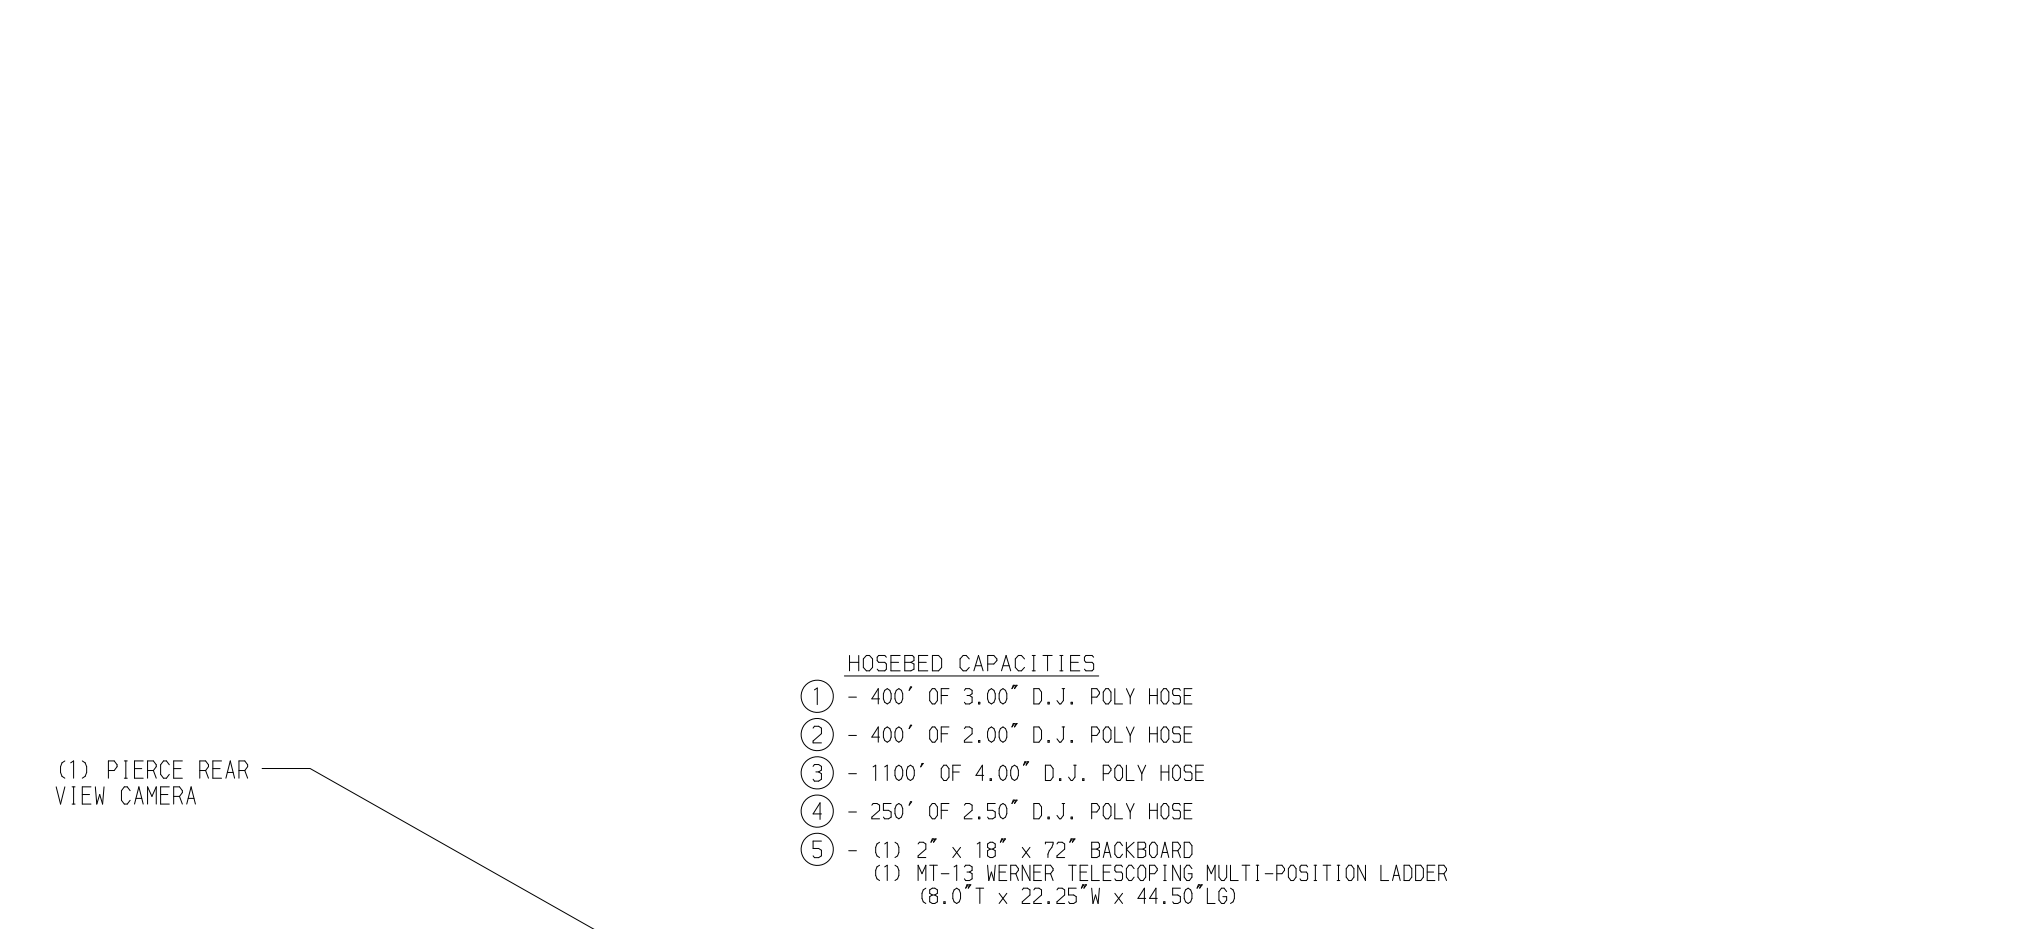 HOSEBED CAPACITIES
1 - 400' OF 3.00" D.J. POLY HOSE
2 - 400' OF 2.00" D.J. POLY HOSE
3 - 1100' OF 4.00" D.J. POLY HOSE
4 - 250' OF 2.50" D.J. POLY HOSE
5 - (1) 2" x 18" x 72" BACKBOARD
(1) MT-13 WERNER TELESCOPING MULTI-POSITION LADDER
(8.0"T x 22.25"W x 44.50"LG)
(1) PIERCE REAR
VIEW CAMERA